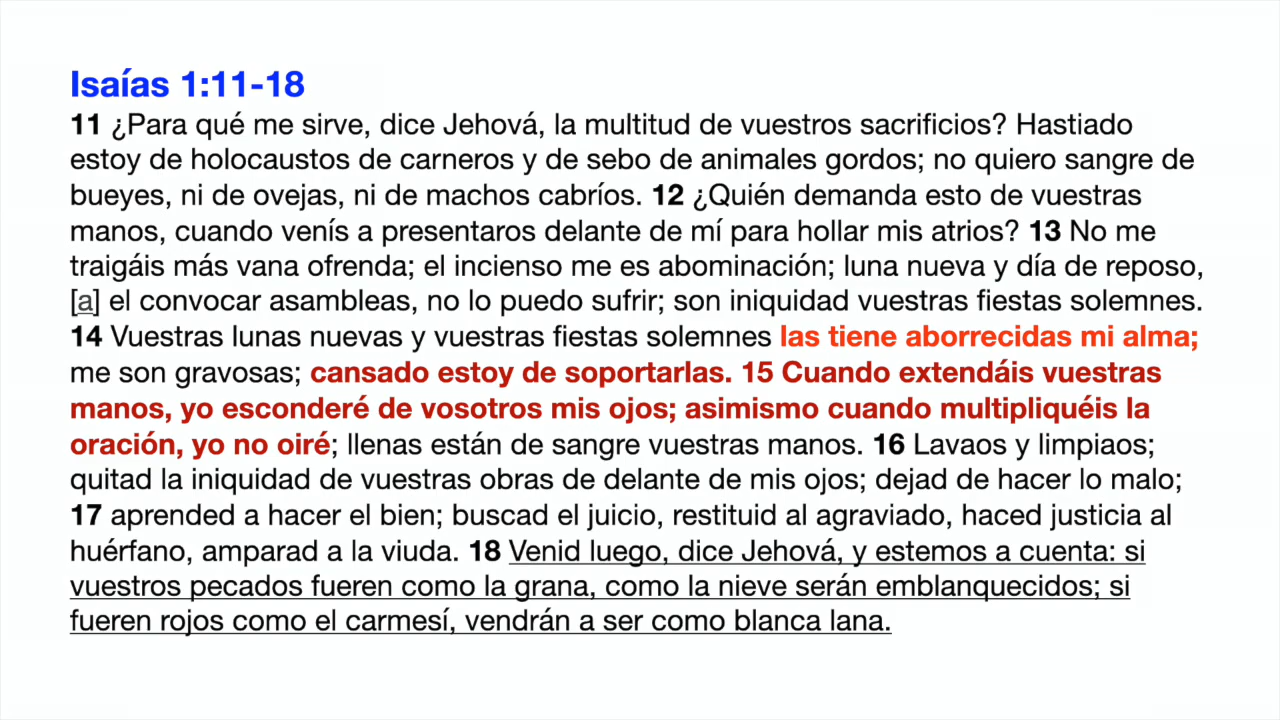 Isaías 1:11-18
11 ¿Para qué me sirve, dice Jehová, la multitud de vuestros sacrificios? Hastiado
estoy de holocaustos de carneros y de sebo de animales gordos; no quiero sangre de
bueyes, ni de ovejas, ni de machos cabríos. 12 ¿Quién demanda esto de vuestras
manos, cuando venís a presentaros delante de mí para hollar mis atrios? 13 No me
traigáis más vana ofrenda; el incienso me es abominación; luna nueva y día de reposo,
[a] el convocar asambleas, no lo puedo sufrir; son iniquidad vuestras fiestas solemnes.
14 Vuestras lunas nuevas y vuestras fiestas solemnes las tiene aborrecidas mi alma;
me son gravosas; cansado estoy de soportarlas. 15 Cuando extendáis vuestras
manos, yo esconderé de vosotros mis ojos; asimismo cuando multipliquéis la
oración, yo no oiré; llenas están de sangre vuestras manos. 16 Lavaos y limpiaos;
quitad la iniquidad de vuestras obras de delante de mis ojos; dejad de hacer lo malo;
17 aprended a hacer el bien; buscad el juicio, restituid al agraviado, haced justicia al
huérfano, amparad a la viuda. 18 Venid luego, dice Jehová, y estemos a cuenta: si
vuestros pecados fueren como la grana, como la nieve serán emblanquecidos; si
fueren rojos como el carmesí, vendrán a ser como blanca lana.